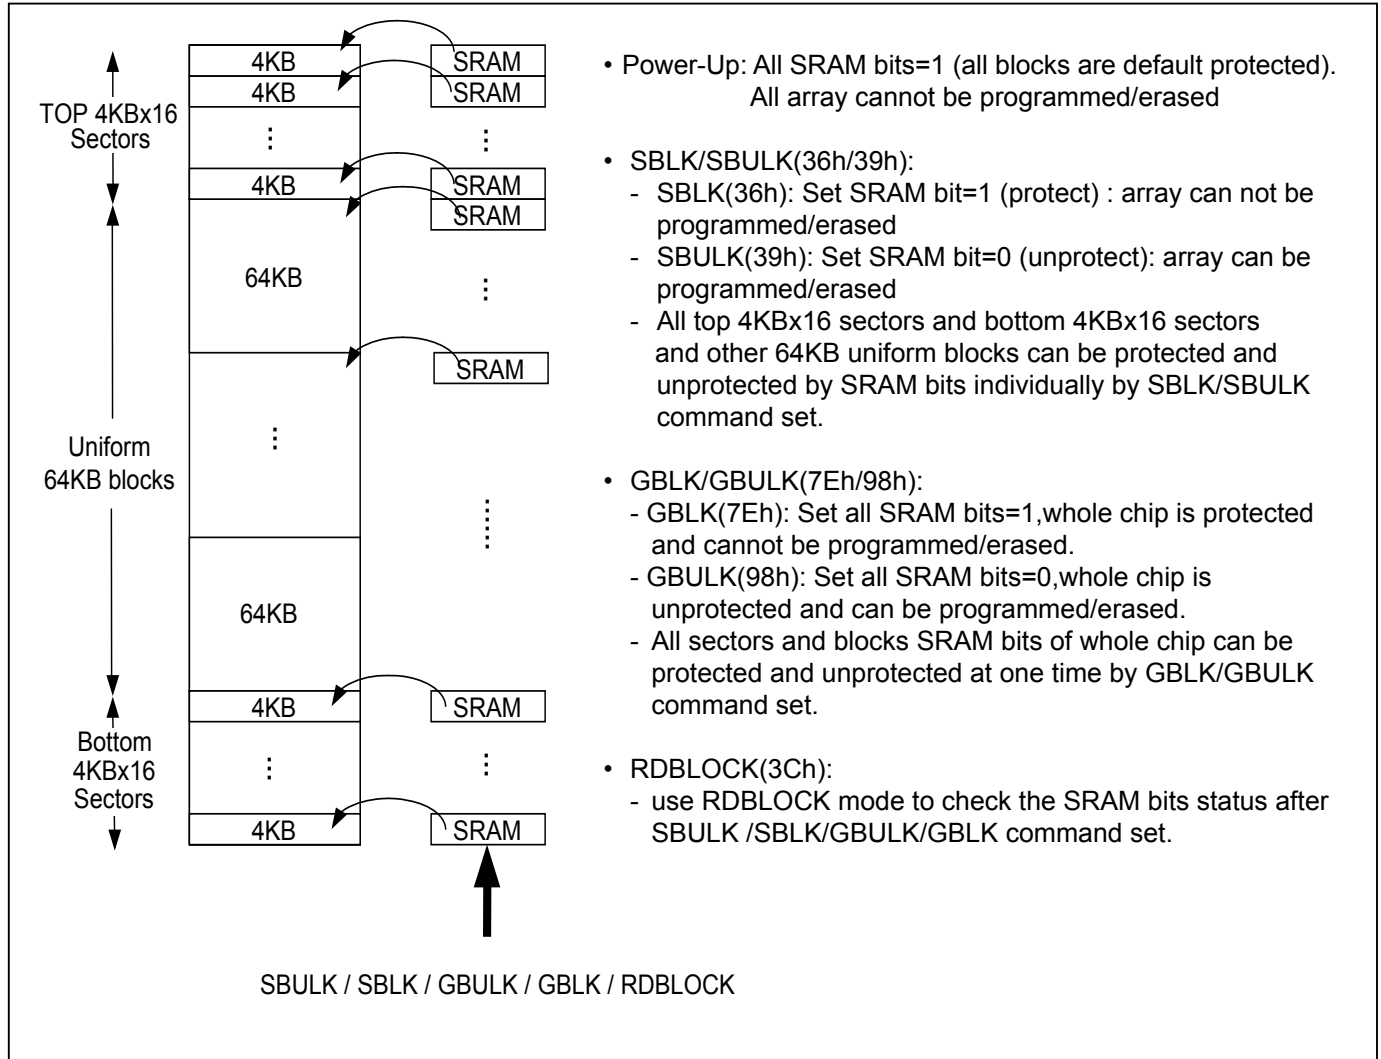 4KB
4KB
⋮
4KB
64KB
⋮
64KB
4KB
⋮
4KB
SRAM
SRAM
⋮
SRAM
SRAM
⋮
SRAM
⋮
SRAM
⋮
SRAM
TOP 4KBx16
Sectors
Uniform
64KB blocks
Bottom
4KBx16
Sectors
SBULK / SBLK / GBULK / GBLK / RDBLOCK
• Power-Up: All SRAM bits=1 (all blocks are default protected).
All array cannot be programmed/erased
• SBLK/SBULK(36h/39h):
- SBLK(36h): Set SRAM bit=1 (protect) : array can not be
programmed/erased
- SBULK(39h): Set SRAM bit=0 (unprotect): array can be
programmed/erased
- All top 4KBx16 sectors and bottom 4KBx16 sectors
and other 64KB uniform blocks can be protected and
unprotected by SRAM bits individually by SBLK/SBULK
command set.
• GBLK/GBULK(7Eh/98h):
- GBLK(7Eh): Set all SRAM bits=1,whole chip is protected
and cannot be programmed/erased.
- GBULK(98h): Set all SRAM bits=0,whole chip is
unprotected and can be programmed/erased.
- All sectors and blocks SRAM bits of whole chip can be
protected and unprotected at one time by GBLK/GBULK
command set.
• RDBLOCK(3Ch):
- use RDBLOCK mode to check the SRAM bits status after
SBULK /SBLK/GBULK/GBLK command set.